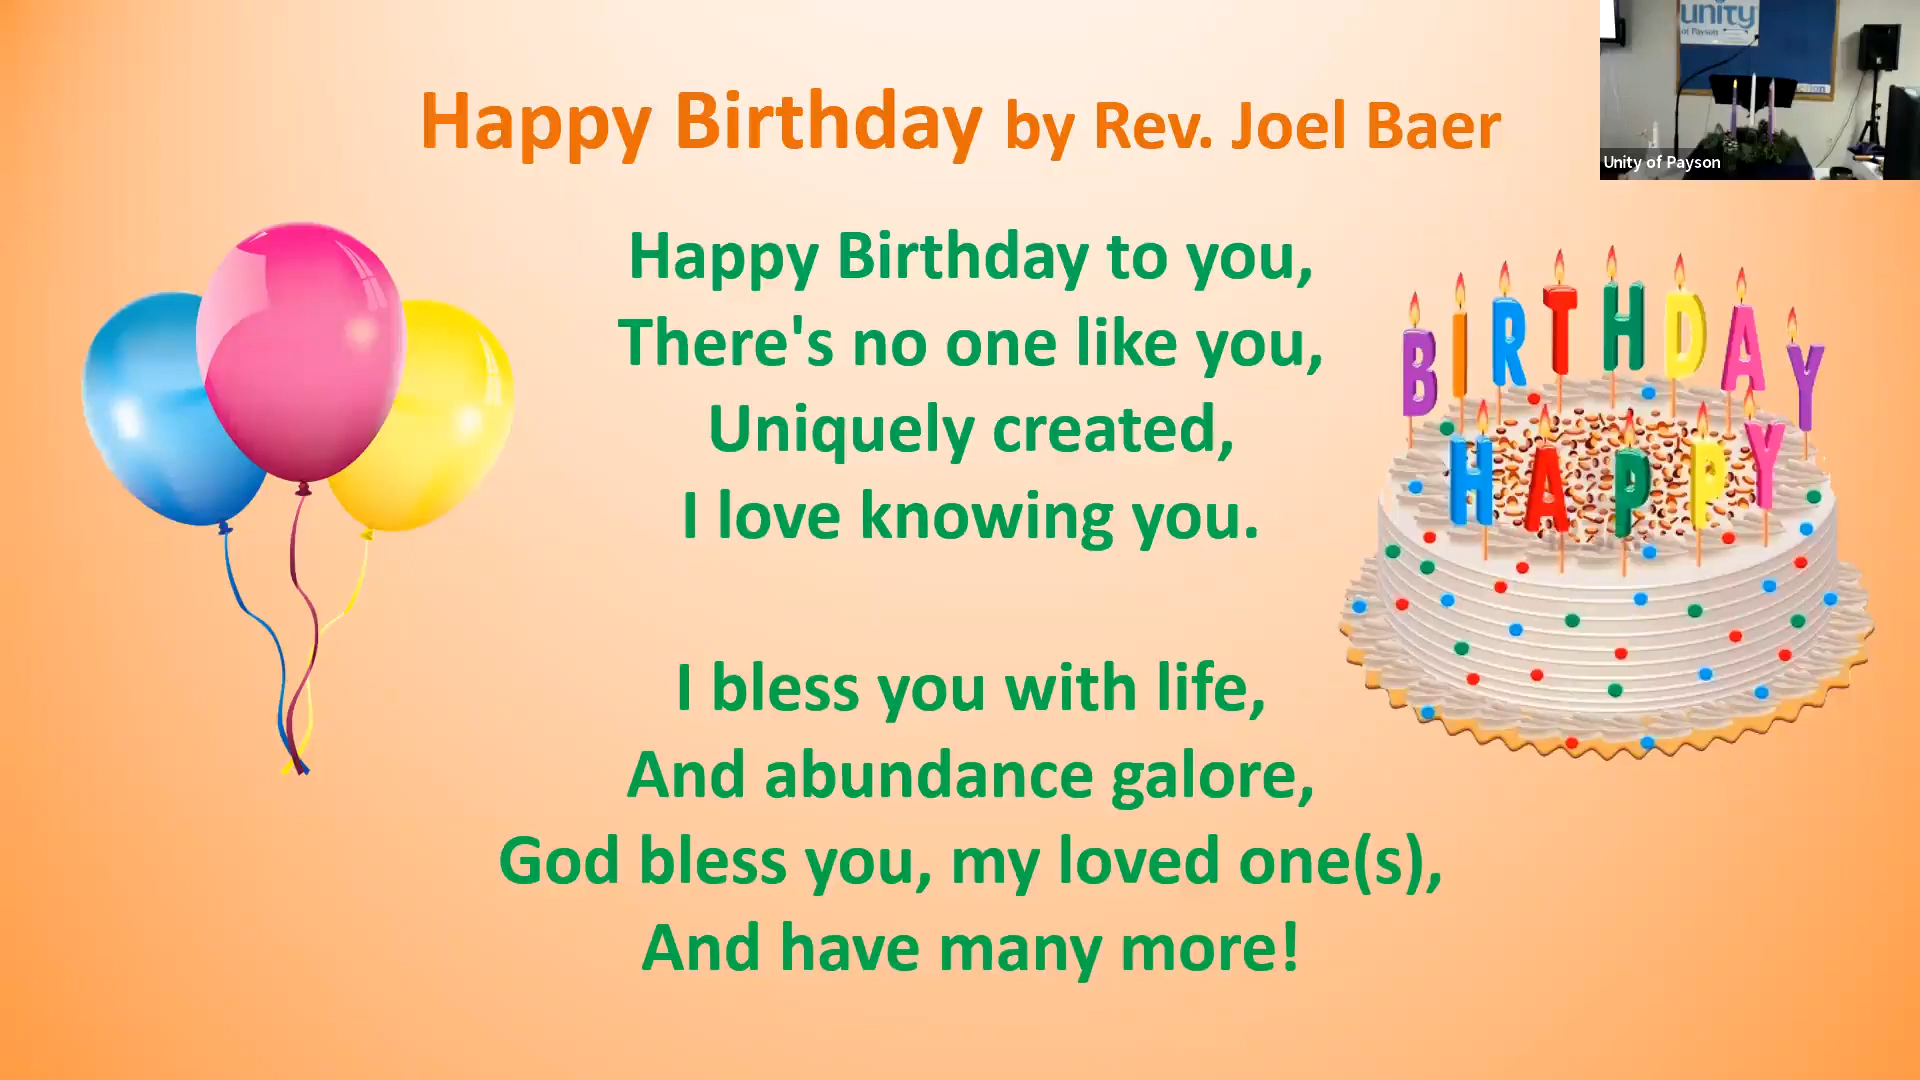 Happy Birthday by Rev. Joel Baer
unity
of Payson
Unity of Payson
Happy Birthday to you,
There's no one like you,
Uniquely created,
I love knowing you.
I bless you with life,
And abundance galore,
God bless you, my loved one(s),
And have many more!
BIRTHDAY
HAPPY